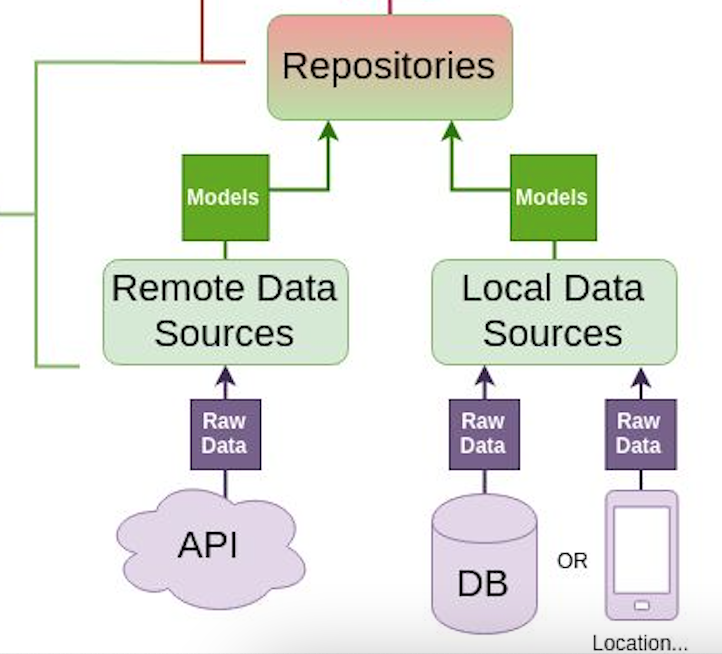 Repositories
Models
Models
Remote Data
Sources
Local Data
Sources
Raw
Data
Raw
Data
Raw
Data
API
DB
OR
Location...